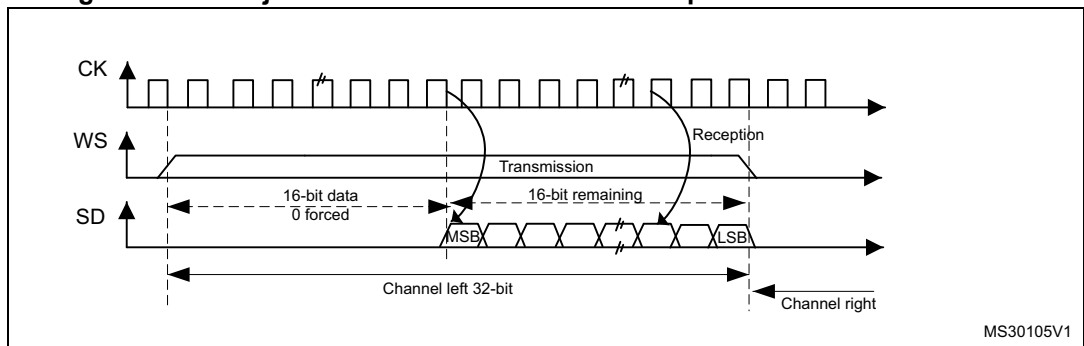 CK
WS
Reception
Transmission
16-bit data
0 forced
16-bit remaining
SD
MSB
LSB
Channel left 32-bit
Channel right
MS30105V1